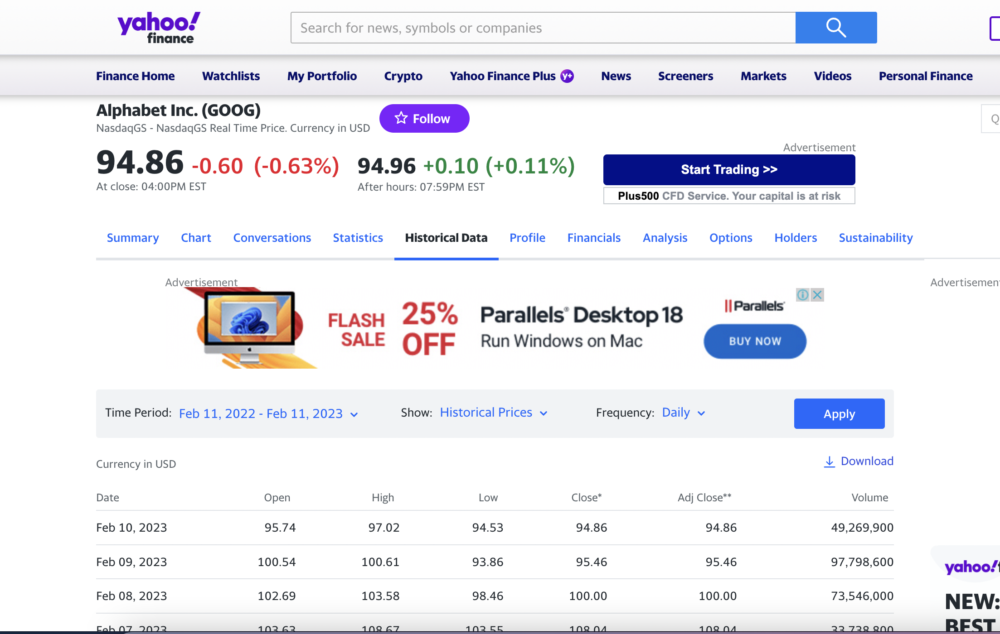 yahoo!
finance
Search for news, symbols or companies
Finance Home Watchlists My Portfolio Crypto Yahoo Finance Plus y+ News Screeners Markets Videos Personal Finance
Alphabet Inc. (GOOG)
NasdaqGS - NasdaqGS Real Time Price. Currency in USD
Follow
94.86 -0.60 (-0.63%) 94.96 +0.10 (+0.11%)
At close: 04:00PM EST After hours: 07:59PM EST
Advertisement
Start Trading >>
Plus500 CFD Service. Your capital is at risk
Summary Chart Conversations Statistics Historical Data Profile Financials Analysis Options Holders Sustainability
Advertisement
FLASH SALE
25% OFF
Parallels® Desktop 18
Run Windows on Mac
Parallels®
BUY NOW
Advertisemen
Time Period: Feb 11, 2022 - Feb 11, 2023 Show: Historical Prices Frequency: Daily Apply
Currency in USD Download
Date Open High Low Close* Adj Close** Volume
Feb 10, 2023 95.74 97.02 94.53 94.86 94.86 49,269,900
Feb 09, 2023 100.54 100.61 93.86 95.46 95.46 97,798,600
Feb 08, 2023 102.69 103.58 98.46 100.00 100.00 73,546,000
Feb 07, 2023 103.63 108.67 103.55 108.04 108.04 33,738,800
yahoo!f
NEW:
BEST